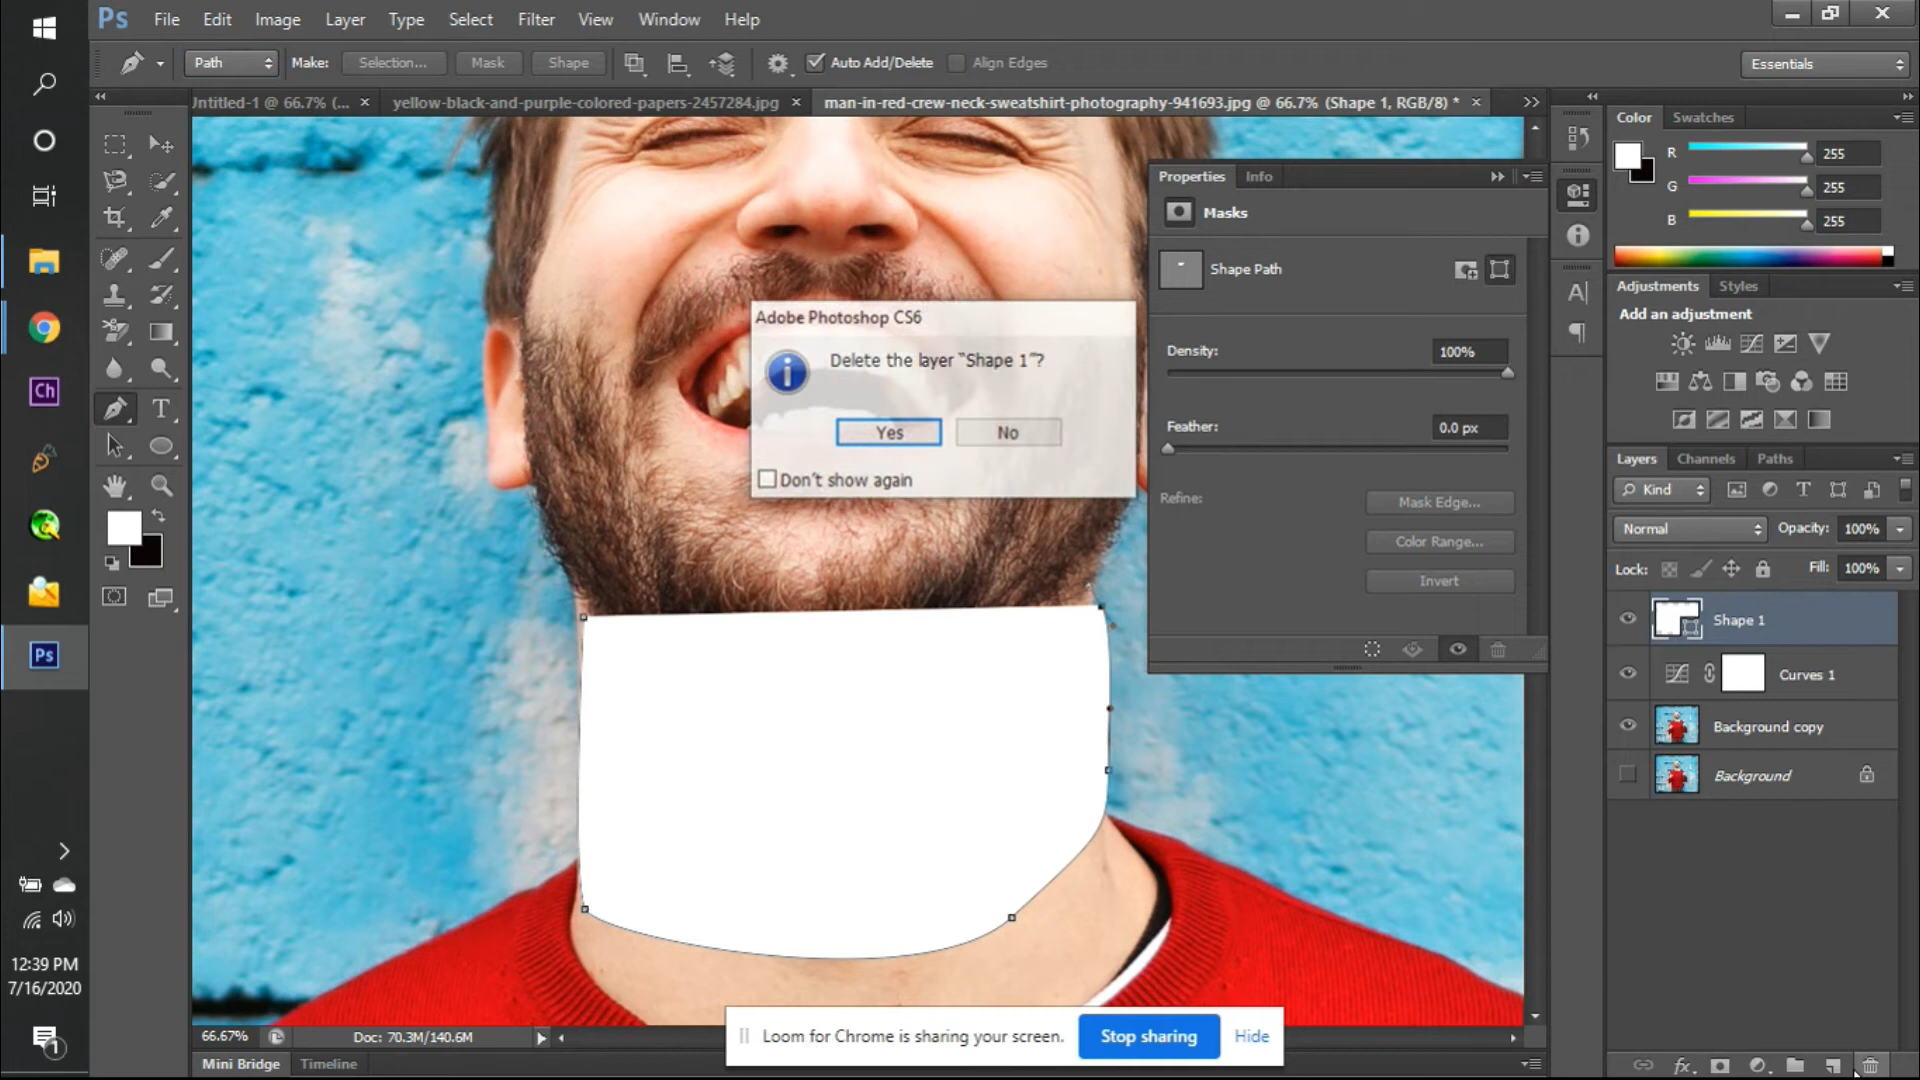 Ps File Edit Image Layer Type Select Filter View Window Help
Path Make: Selection... Mask Shape Auto Add/Delete Align Edges Essentials
Jntitled-1 @ 66.7% (... × yellow-black-and-purple-colored-papers-2457284.jpg × man-in-red-crew-neck-sweatshirt-photography-941693.jpg @ 66.7% (Shape 1, RGB/8) * ×
Color Swatches
R 255
G 255
B 255
Properties Info
Masks
Shape Path
Density: 100%
Feather: 0.0 px
Refine: Mask Edge...
Color Range...
Invert
Adjustments Styles
Add an adjustment
Adobe Photoshop CS6
Delete the layer “Shape 1”?
Yes No
Don't show again
Layers Channels Paths
Kind
Normal Opacity: 100%
Lock: Fill: 100%
Shape 1
Curves 1
Background copy
Background
Ch
Ps
12:39 PM
7/16/2020
1
66.67% Doc: 70.3M/140.6M
Loom for Chrome is sharing your screen. Stop sharing Hide
Mini Bridge Timeline
fx